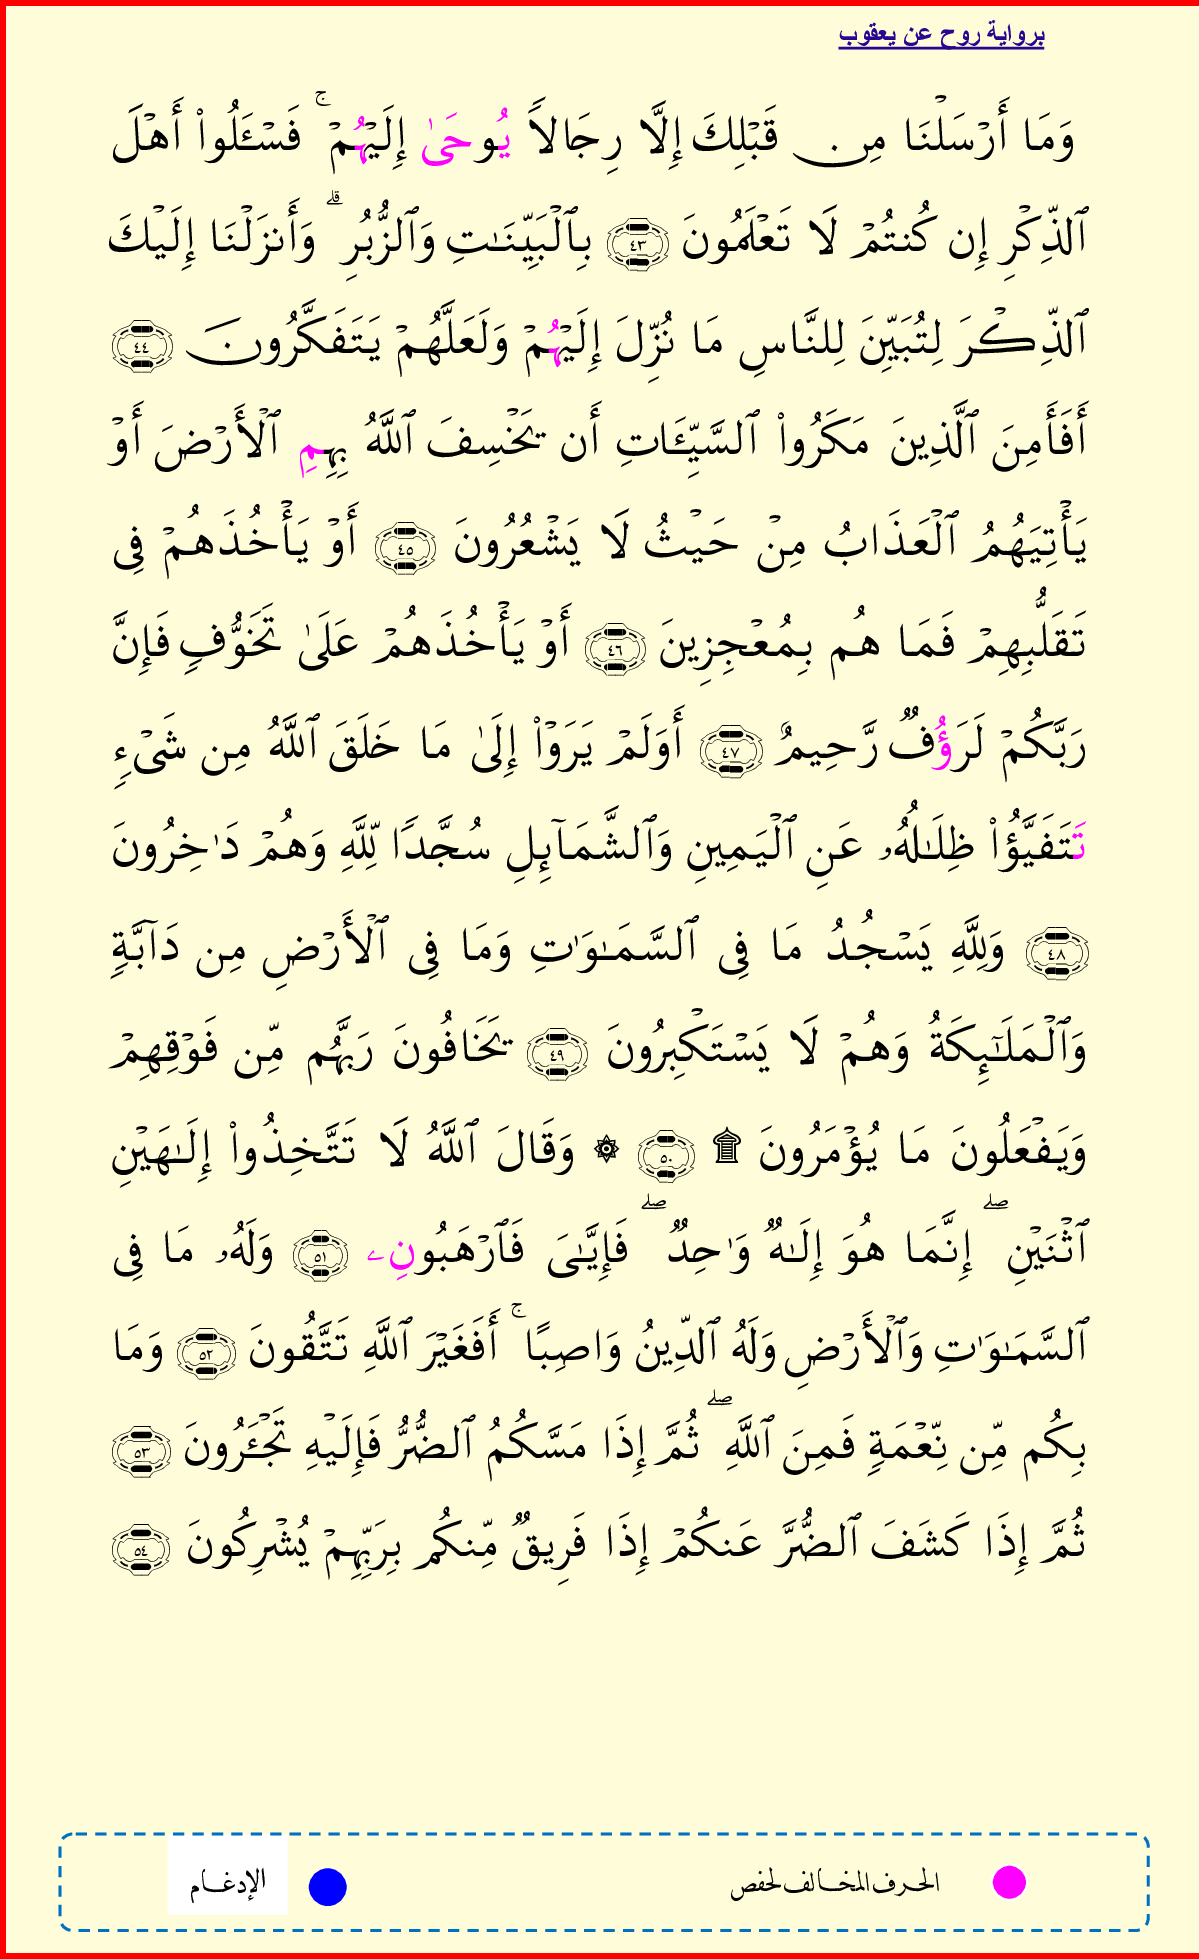 برواية روح عن يعقوب
وَمَا أَرْسَلْنَا مِن قَبْلِكَ إِلَّا رِجَالاً يُوحَىٰ إِلَيْهُمْ ۚ فَسْـَٔلُوا۟ أَهْلَ
ٱلذِّكْرِ إِن كُنتُمْ لَا تَعْلَمُونَ ٤٣ بِٱلْبَيِّنَـٰتِ وَٱلزُّبُرِ ۗ وَأَنزَلْنَا إِلَيْكَ
ٱلذِّكْرَ لِتُبَيِّنَ لِلنَّاسِ مَا نُزِّلَ إِلَيْهُمْ وَلَعَلَّهُمْ يَتَفَكَّرُونَ ٤٤
أَفَأَمِنَ ٱلَّذِينَ مَكَرُوا۟ ٱلسَّيِّـَٔاتِ أَن يَخْسِفَ ٱللَّهُ بِهِمِ ٱلْأَرْضَ أَوْ
يَأْتِيَهُمُ ٱلْعَذَابُ مِنْ حَيْثُ لَا يَشْعُرُونَ ٤٥ أَوْ يَأْخُذَهُمْ فِى
تَقَلُّبِهِمْ فَمَا هُم بِمُعْجِزِينَ ٤٦ أَوْ يَأْخُذَهُمْ عَلَىٰ تَخَوُّفٍ فَإِنَّ
رَبَّكُمْ لَرَؤُفٌ رَّحِيمٌ ٤٧ أَوَلَمْ يَرَوْا۟ إِلَىٰ مَا خَلَقَ ٱللَّهُ مِن شَىْءٍ
تَتَفَيَّؤُا۟ ظِلَـٰلُهُۥ عَنِ ٱلْيَمِينِ وَٱلشَّمَآئِلِ سُجَّدًا لِّلَّهِ وَهُمْ دَٰخِرُونَ
٤٨ وَلِلَّهِ يَسْجُدُ مَا فِى ٱلسَّمَـٰوَٰتِ وَمَا فِى ٱلْأَرْضِ مِن دَآبَّةٍ
وَٱلْمَلَـٰٓئِكَةُ وَهُمْ لَا يَسْتَكْبِرُونَ ٤٩ يَخَافُونَ رَبَّهُم مِّن فَوْقِهِمْ
وَيَفْعَلُونَ مَا يُؤْمَرُونَ ۩ ٥٠ ۞ وَقَالَ ٱللَّهُ لَا تَتَّخِذُوا۟ إِلَـٰهَيْنِ
ٱثْنَيْنِ ۖ إِنَّمَا هُوَ إِلَـٰهٌ وَٰحِدٌ ۖ فَإِيَّـٰىَ فَٱرْهَبُونِۦ ٥١ وَلَهُۥ مَا فِى
ٱلسَّمَـٰوَٰتِ وَٱلْأَرْضِ وَلَهُ ٱلدِّينُ وَاصِبًا ۚ أَفَغَيْرَ ٱللَّهِ تَتَّقُونَ ٥٢ وَمَا
بِكُم مِّن نِّعْمَةٍ فَمِنَ ٱللَّهِ ۖ ثُمَّ إِذَا مَسَّكُمُ ٱلضُّرُّ فَإِلَيْهِ تَجْـَٔرُونَ ٥٣
ثُمَّ إِذَا كَشَفَ ٱلضُّرَّ عَنكُمْ إِذَا فَرِيقٌ مِّنكُم بِرَبِّهِمْ يُشْرِكُونَ ٥٤
الحرف المخالف لحفص
الإدغام